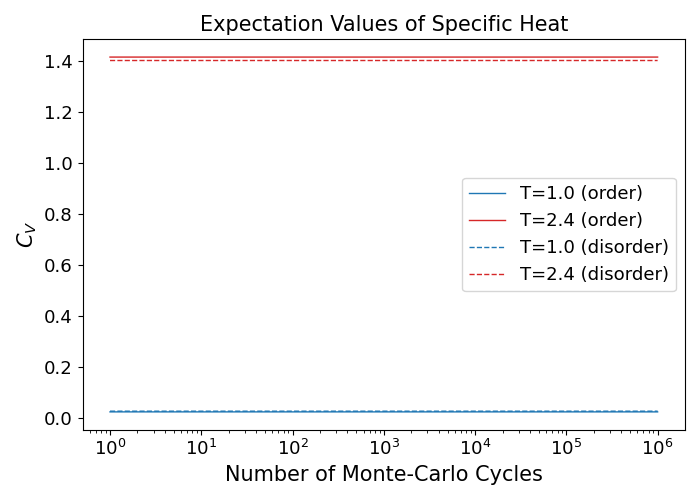 Expectation Values of Specific Heat
1.4
1.2
1.0
0.8
0.6
0.4
0.2
0.0
C_V
T=1.0 (order)
T=2.4 (order)
T=1.0 (disorder)
T=2.4 (disorder)
10^0 10^1 10^2 10^3 10^4 10^5 10^6
Number of Monte-Carlo Cycles